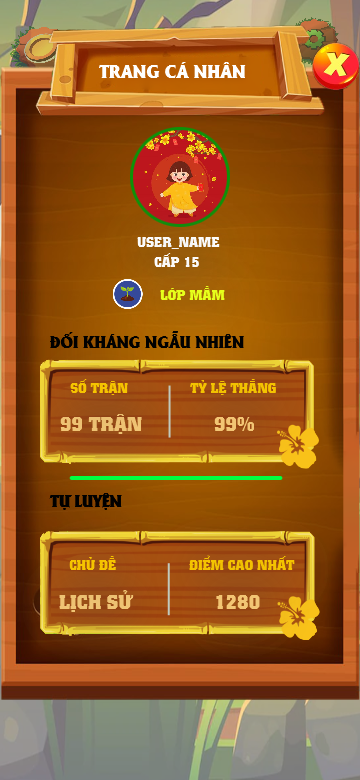 TRANG CÁ NHÂN
X
USER_NAME
CẤP 15
LỚP MẦM
ĐỐI KHÁNG NGẪU NHIÊN
SỐ TRẬN TỶ LỆ THẮNG
99 TRẬN 99%
TỰ LUYỆN
CHỦ ĐỀ ĐIỂM CAO NHẤT
LỊCH SỬ 1280